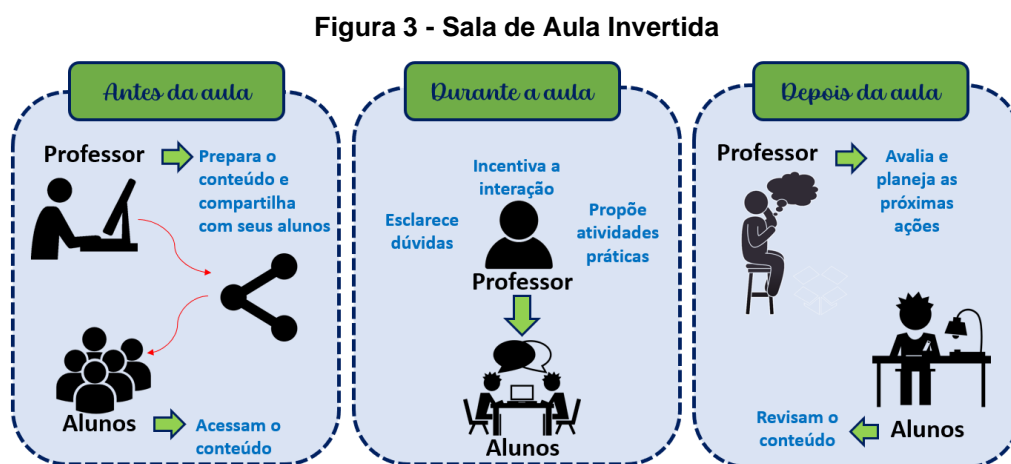 Figura 3 - Sala de Aula Invertida
Antes da aula
Professor
Prepara o
conteúdo e
compartilha
com seus alunos
Alunos
Acessam o
conteúdo
Durante a aula
Incentiva a
interação
Esclarece
dúvidas
Propõe
atividades
práticas
Professor
Alunos
Depois da aula
Professor
Avalia e
planeja as
próximas
ações
Revisam o
conteúdo
Alunos